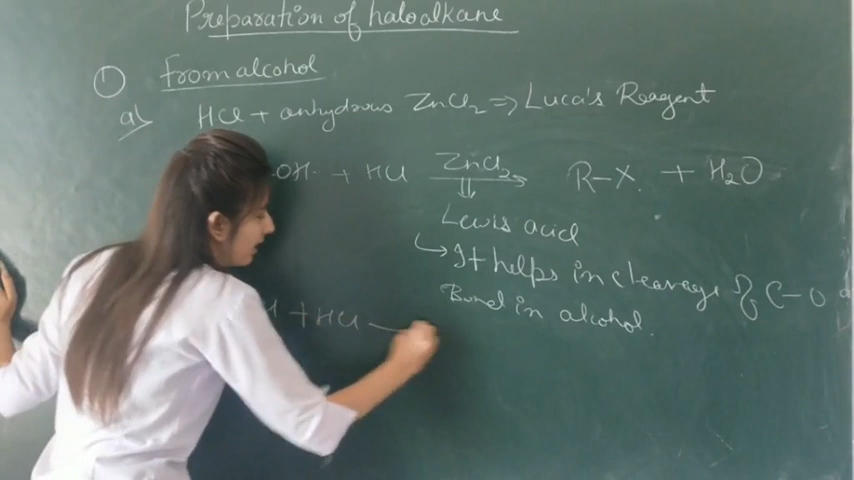 Preparation of haloalkane
① From alcohol
a) HCl + anhydrous ZnCl₂ ⇒ Luca's Reagent
OH + HCl ZnCl₂ → R-X. + H₂O
⇓
Lewis acid
↳ It helps in cleavage of C-O
Bond in alcohol.
+ HCl —